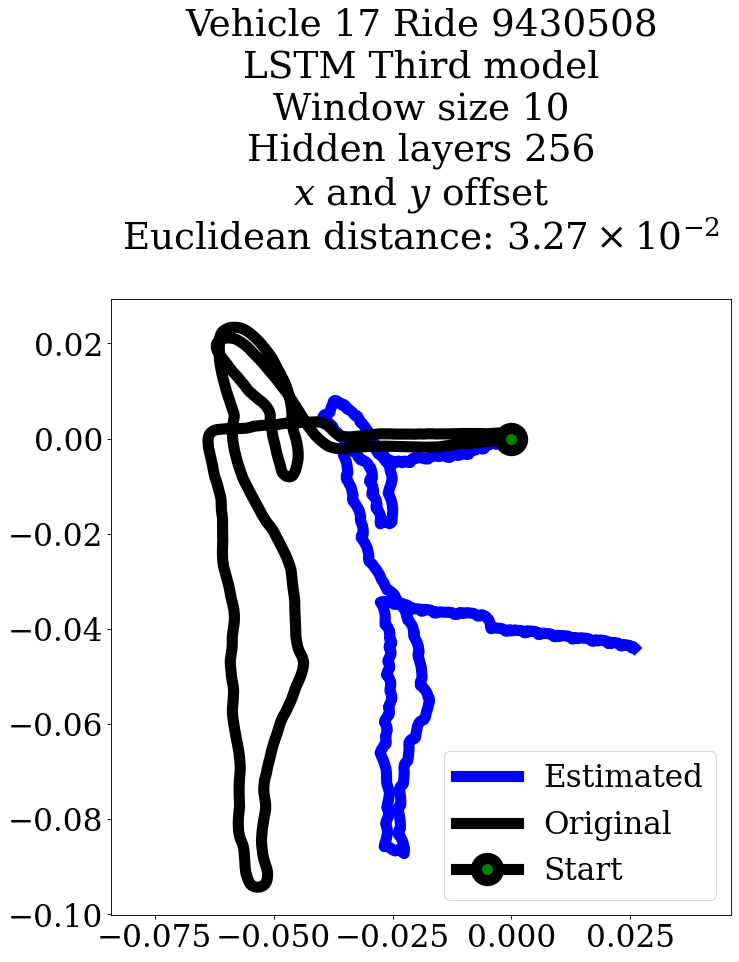 Vehicle 17 Ride 9430508
LSTM Third model
Window size 10
Hidden layers 256
x and y offset
Euclidean distance: 3.27 × 10⁻²
0.02
0.00
−0.02
−0.04
−0.06
−0.08
−0.10
−0.075 −0.050 −0.025 0.000 0.025
Estimated
Original
Start